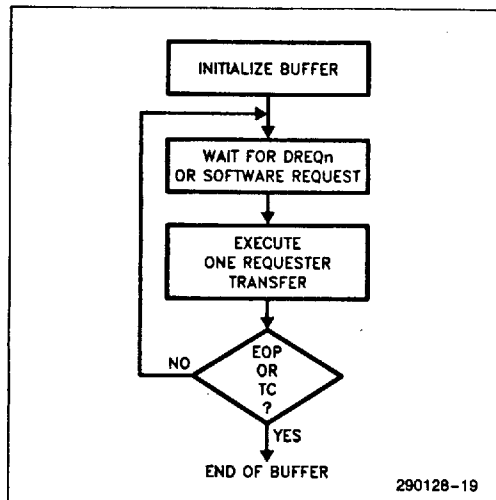 INITIALIZE BUFFER
WAIT FOR DREQn
OR SOFTWARE REQUEST
EXECUTE
ONE REQUESTER
TRANSFER
NO
EOP
OR
TC
?
YES
END OF BUFFER
290128-19